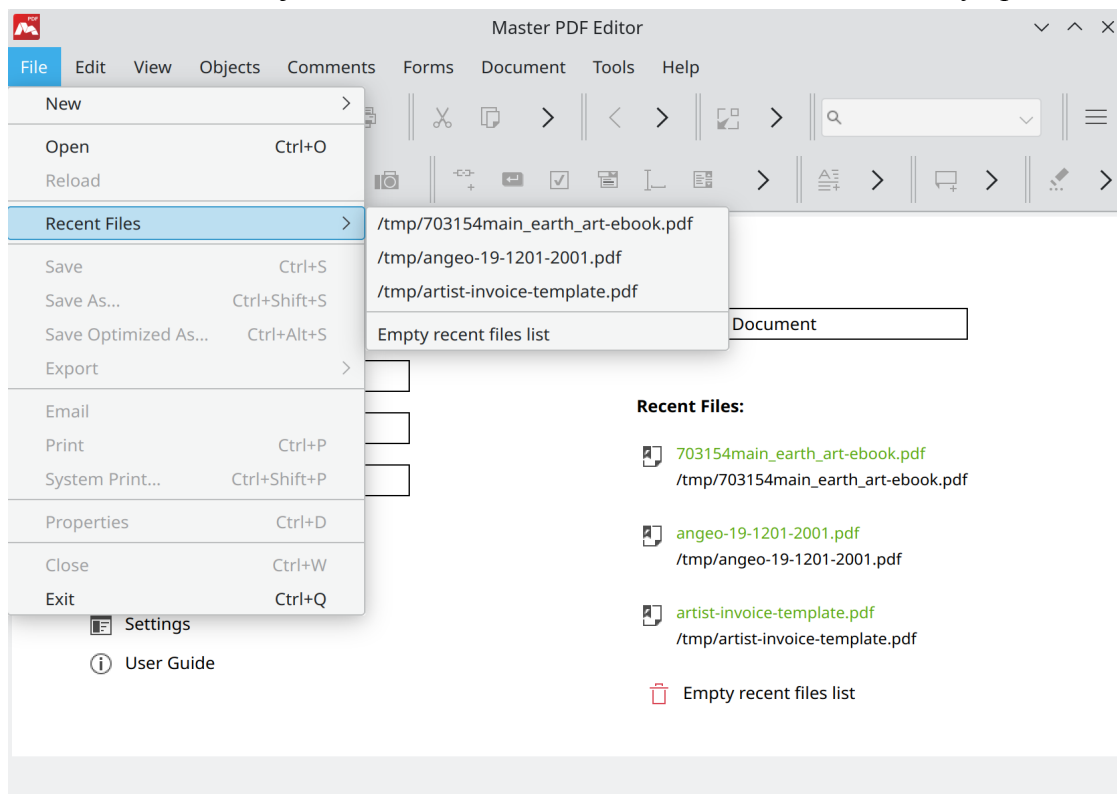 PDF
Master PDF Editor
File Edit View Objects Comments Forms Document Tools Help
New
Open Ctrl+O
Reload
Recent Files
/tmp/703154main_earth_art-ebook.pdf
/tmp/angeo-19-1201-2001.pdf
/tmp/artist-invoice-template.pdf
Empty recent files list
Save Ctrl+S
Save As... Ctrl+Shift+S
Save Optimized As... Ctrl+Alt+S
Export
Email
Print Ctrl+P
System Print... Ctrl+Shift+P
Properties Ctrl+D
Close Ctrl+W
Exit Ctrl+Q
Settings
User Guide
Document
Recent Files:
703154main_earth_art-ebook.pdf
/tmp/703154main_earth_art-ebook.pdf
angeo-19-1201-2001.pdf
/tmp/angeo-19-1201-2001.pdf
artist-invoice-template.pdf
/tmp/artist-invoice-template.pdf
Empty recent files list